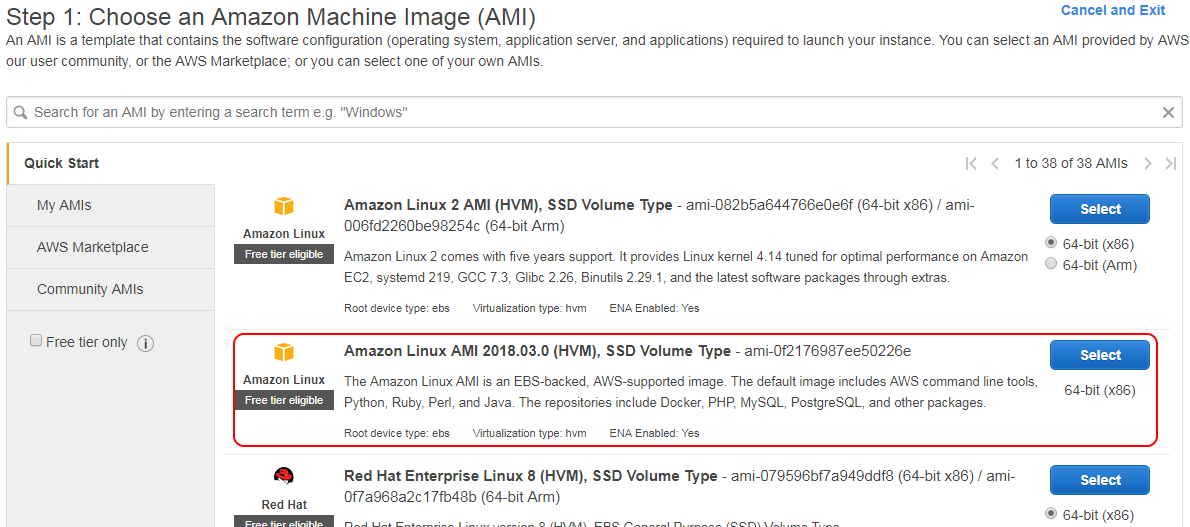 Step 1: Choose an Amazon Machine Image (AMI)
Cancel and Exit
An AMI is a template that contains the software configuration (operating system, application server, and applications) required to launch your instance. You can select an AMI provided by AWS
our user community, or the AWS Marketplace; or you can select one of your own AMIs.
Search for an AMI by entering a search term e.g. "Windows"
Quick Start
1 to 38 of 38 AMIs
My AMIs
AWS Marketplace
Community AMIs
Free tier only
Amazon Linux
Free tier eligible
Amazon Linux 2 AMI (HVM), SSD Volume Type - ami-082b5a644766e0e6f (64-bit x86) / ami-
006fd2260be98254c (64-bit Arm)
Amazon Linux 2 comes with five years support. It provides Linux kernel 4.14 tuned for optimal performance on Amazon
EC2, systemd 219, GCC 7.3, Glibc 2.26, Binutils 2.29.1, and the latest software packages through extras.
Root device type: ebs Virtualization type: hvm ENA Enabled: Yes
Select
64-bit (x86)
64-bit (Arm)
Amazon Linux
Free tier eligible
Amazon Linux AMI 2018.03.0 (HVM), SSD Volume Type - ami-0f2176987ee50226e
The Amazon Linux AMI is an EBS-backed, AWS-supported image. The default image includes AWS command line tools,
Python, Ruby, Perl, and Java. The repositories include Docker, PHP, MySQL, PostgreSQL, and other packages.
Root device type: ebs Virtualization type: hvm ENA Enabled: Yes
Select
64-bit (x86)
Red Hat
Free tier eligible
Red Hat Enterprise Linux 8 (HVM), SSD Volume Type - ami-079596bf7a949ddf8 (64-bit x86) / ami-
0f7a968a2c17fb48b (64-bit Arm)
Red Hat Enterprise Linux version 8 (HVM), EBS General Purpose (SSD) Volume Type
Select
64-bit (x86)